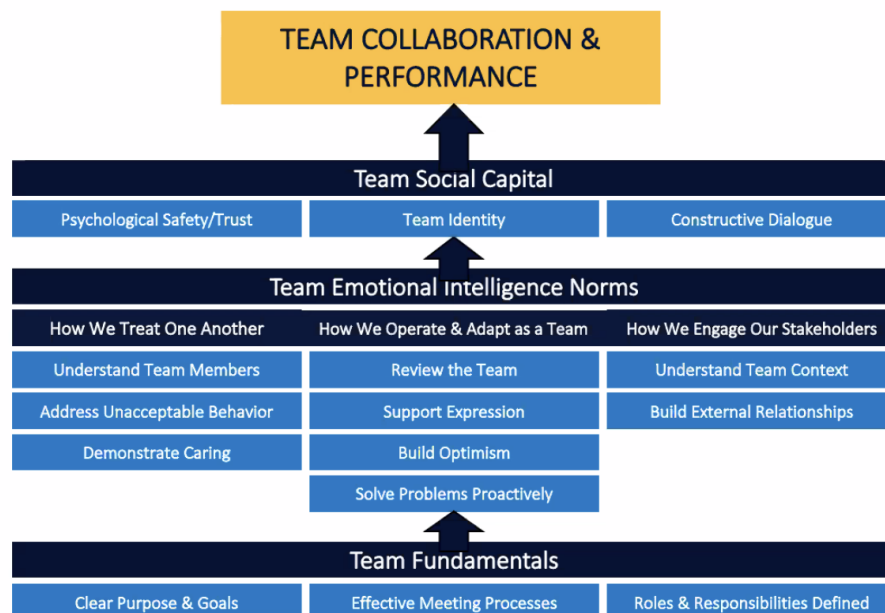 TEAM COLLABORATION &
PERFORMANCE
Team Social Capital
Psychological Safety/Trust
Team Identity
Constructive Dialogue
Team Emotional Intelligence Norms
How We Treat One Another
How We Operate & Adapt as a Team
How We Engage Our Stakeholders
Understand Team Members
Review the Team
Understand Team Context
Address Unacceptable Behavior
Support Expression
Build External Relationships
Demonstrate Caring
Build Optimism
Solve Problems Proactively
Team Fundamentals
Clear Purpose & Goals
Effective Meeting Processes
Roles & Responsibilities Defined